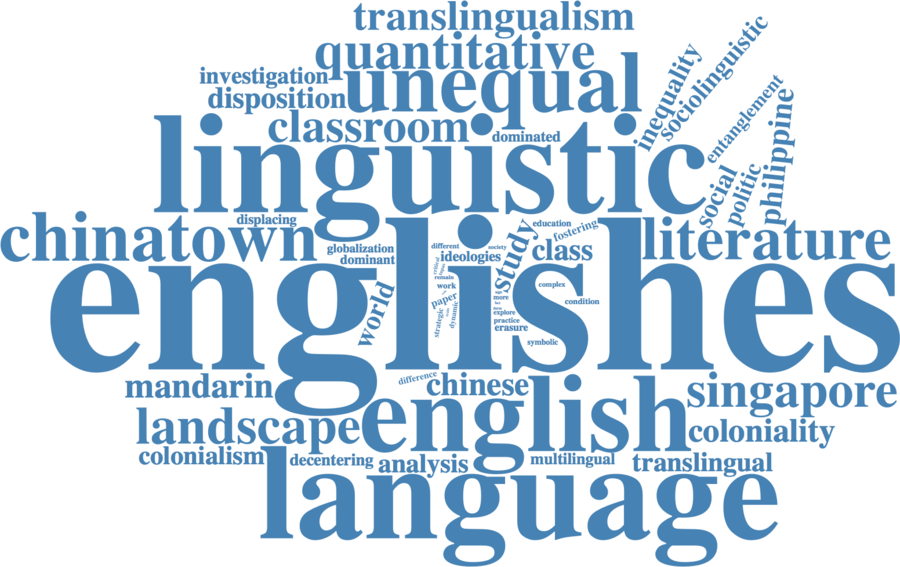 translingualism
quantitative
investigation
unequal
disposition
inequality
sociolinguistic
classroom
dominated
entanglement
linguistic
philippine
social
politic
displacing
chinatown
education
fostering
study
literature
globalization
different
society
ideologies
class
dominant
englishes
world
critical
remain
work
complex
paper
more
condition
strategic
dynamic
explore
practice
erasure
symbolic
difference
mandarin
chinese
singapore
english
landscape
coloniality
colonialism
decentering
analysis
multilingual
translingual
language